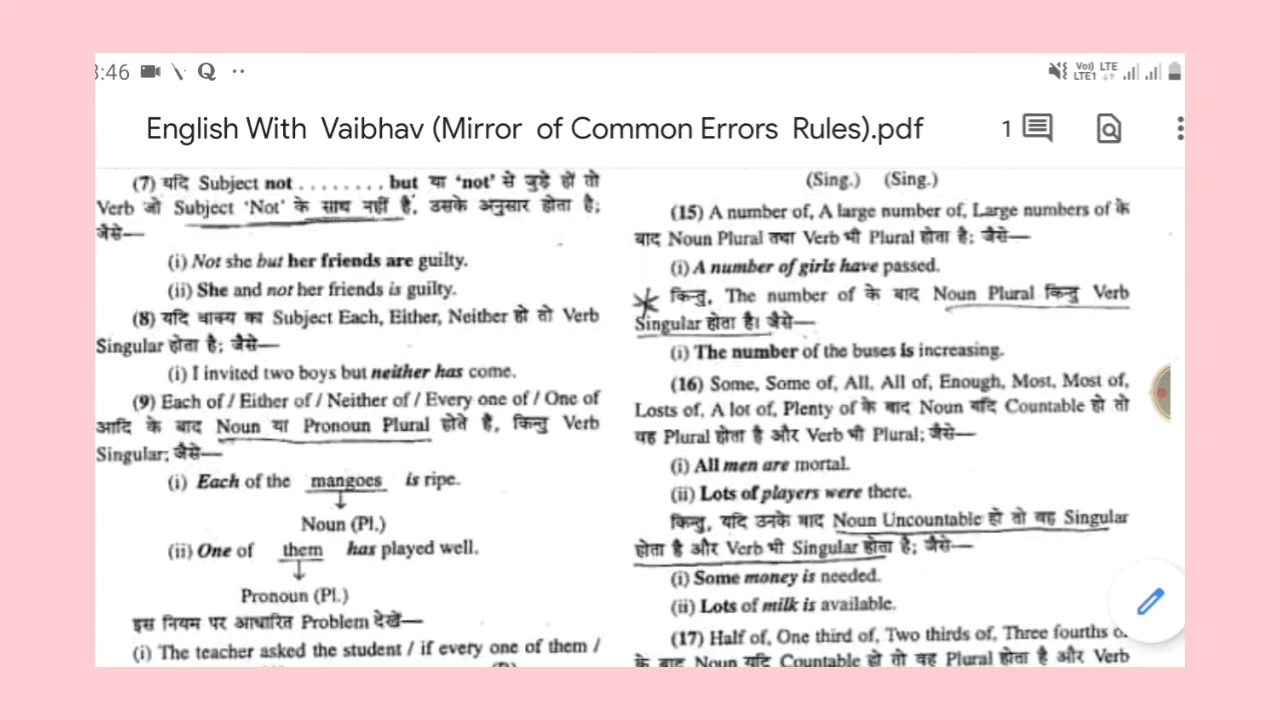 :46 Q
Vol) LTE
LTE1
English With Vaibhav (Mirror of Common Errors Rules).pdf
1
(7) यदि Subject not . . . . . . . . but या ‘not’ से जुड़े हों तो
Verb जो Subject ‘Not’ के साथ नहीं है, उसके अनुसार होता है;
जैसे—
(i) Not she but her friends are guilty.
(ii) She and not her friends is guilty.
(8) यदि वाक्य का Subject Each, Either, Neither हो तो Verb
Singular होता है; जैसे—
(i) I invited two boys but neither has come.
(9) Each of / Either of / Neither of / Every one of / One of
आदि के बाद Noun या Pronoun Plural होते है, किन्तु Verb
Singular; जैसे—
(i) Each of the mangoes is ripe.
Noun (Pl.)
(ii) One of them has played well.
Pronoun (Pl.)
इस नियम पर आधारित Problem देखें—
(i) The teacher asked the student / if every one of them /
(Sing.) (Sing.)
(15) A number of, A large number of, Large numbers of के
बाद Noun Plural तथा Verb भी Plural होता है; जैसे—
(i) A number of girls have passed.
किन्तु, The number of के बाद Noun Plural किन्तु Verb
Singular होता है। जैसे—
(i) The number of the buses is increasing.
(16) Some, Some of, All, All of, Enough, Most, Most of,
Losts of, A lot of, Plenty of के बाद Noun यदि Countable हो तो
वह Plural होता है और Verb भी Plural; जैसे—
(i) All men are mortal.
(ii) Lots of players were there.
किन्तु, यदि उनके बाद Noun Uncountable हो तो वह Singular
होता है और Verb भी Singular होता है; जैसे—
(i) Some money is needed.
(ii) Lots of milk is available.
(17) Half of, One third of, Two thirds of, Three fourths
के बाद Noun यदि Countable हो तो वह Plural होता है और Verb